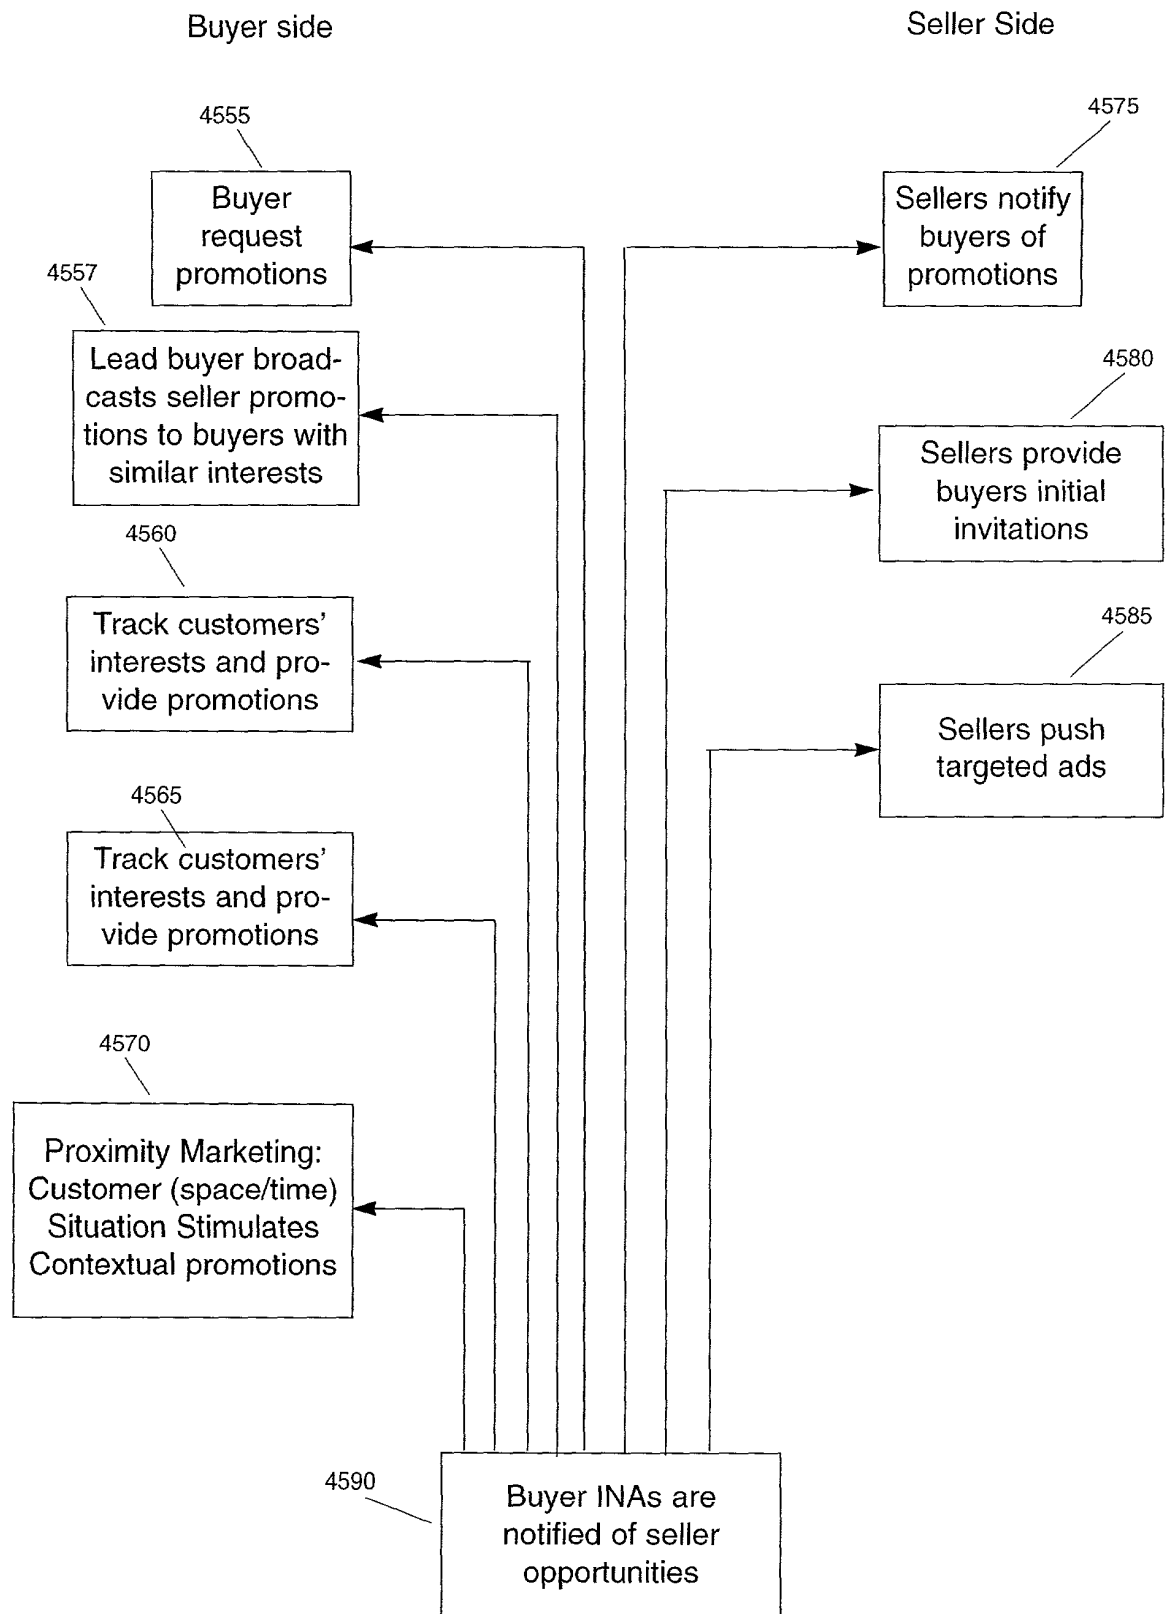 Buyer side
Seller Side
4555
Buyer
request
promotions
4557
Lead buyer broad-
casts seller promo-
tions to buyers with
similar interests
4560
Track customers'
interests and pro-
vide promotions
4565
Track customers'
interests and pro-
vide promotions
4570
Proximity Marketing:
Customer (space/time)
Situation Stimulates
Contextual promotions
4575
Sellers notify
buyers of
promotions
4580
Sellers provide
buyers initial
invitations
4585
Sellers push
targeted ads
4590
Buyer INAs are
notified of seller
opportunities